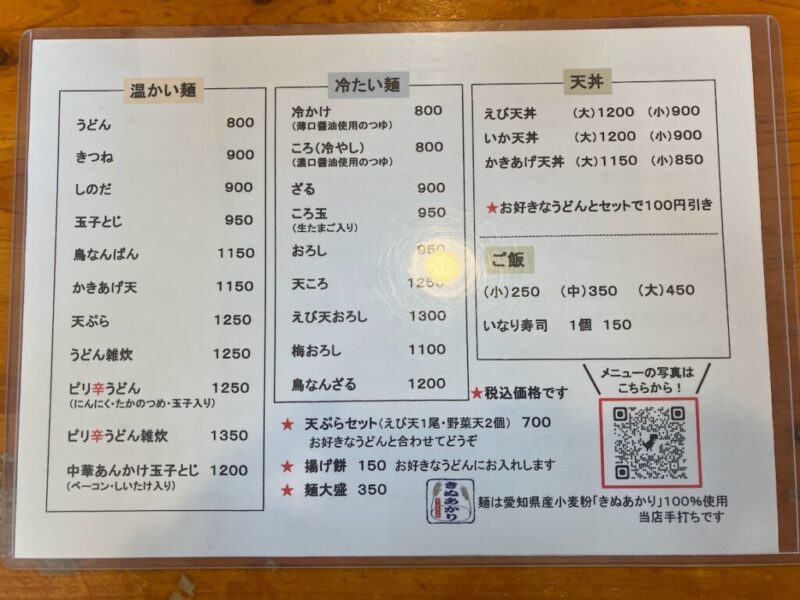 温かい麺
うどん 800
きつね 900
しのだ 900
玉子とじ 950
鳥なんばん 1150
かきあげ天 1150
天ぷら 1250
うどん雑炊 1250
ピリ辛うどん 1250
(にんにく・たかのつめ・玉子入り)
ピリ辛うどん雑炊 1350
中華あんかけ玉子とじ 1200
(ベーコン・しいたけ入り)
冷たい麺
冷かけ 800
(薄口醤油使用のつゆ)
ころ(冷やし) 800
(濃口醤油使用のつゆ)
ざる 900
ころ玉 950
(生たまご入り)
おろし 950
天ころ 1250
えび天おろし 1300
梅おろし 1100
鳥なんざる 1200
天丼
えび天丼 (大)1200 (小)900
いか天丼 (大)1200 (小)900
かきあげ天丼 (大)1150 (小)850
★お好きなうどんとセットで100円引き
ご飯
(小)250 (中)350 (大)450
いなり寿司 1個 150
★税込価格です
★ 天ぷらセット(えび天1尾・野菜天2個) 700
お好きなうどんと合わせてどうぞ
★ 揚げ餅 150 お好きなうどんにお入れします
★ 麺大盛 350
メニューの写真は
こちらから!
きぬあかり
麺は愛知県産小麦粉「きぬあかり」100%使用
当店手打ちです